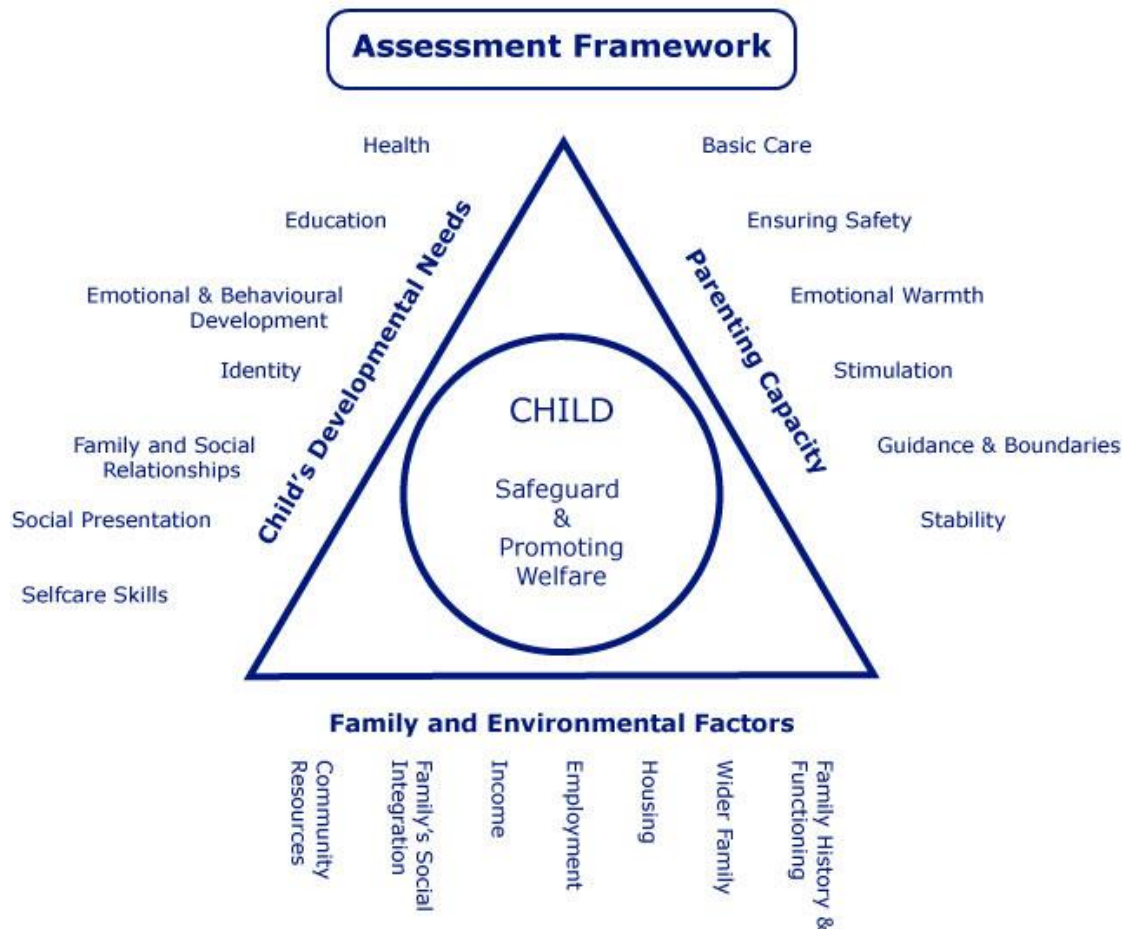 Assessment Framework
Health
Education
Emotional & Behavioural
Development
Identity
Family and Social
Relationships
Social Presentation
Selfcare Skills
Child's Developmental Needs
CHILD
Safeguard
&
Promoting
Welfare
Parenting Capacity
Basic Care
Ensuring Safety
Emotional Warmth
Stimulation
Guidance & Boundaries
Stability
Family and Environmental Factors
Community
Resources
Family's Social
Integration
Income
Employment
Housing
Wider Family
Family History &
Functioning